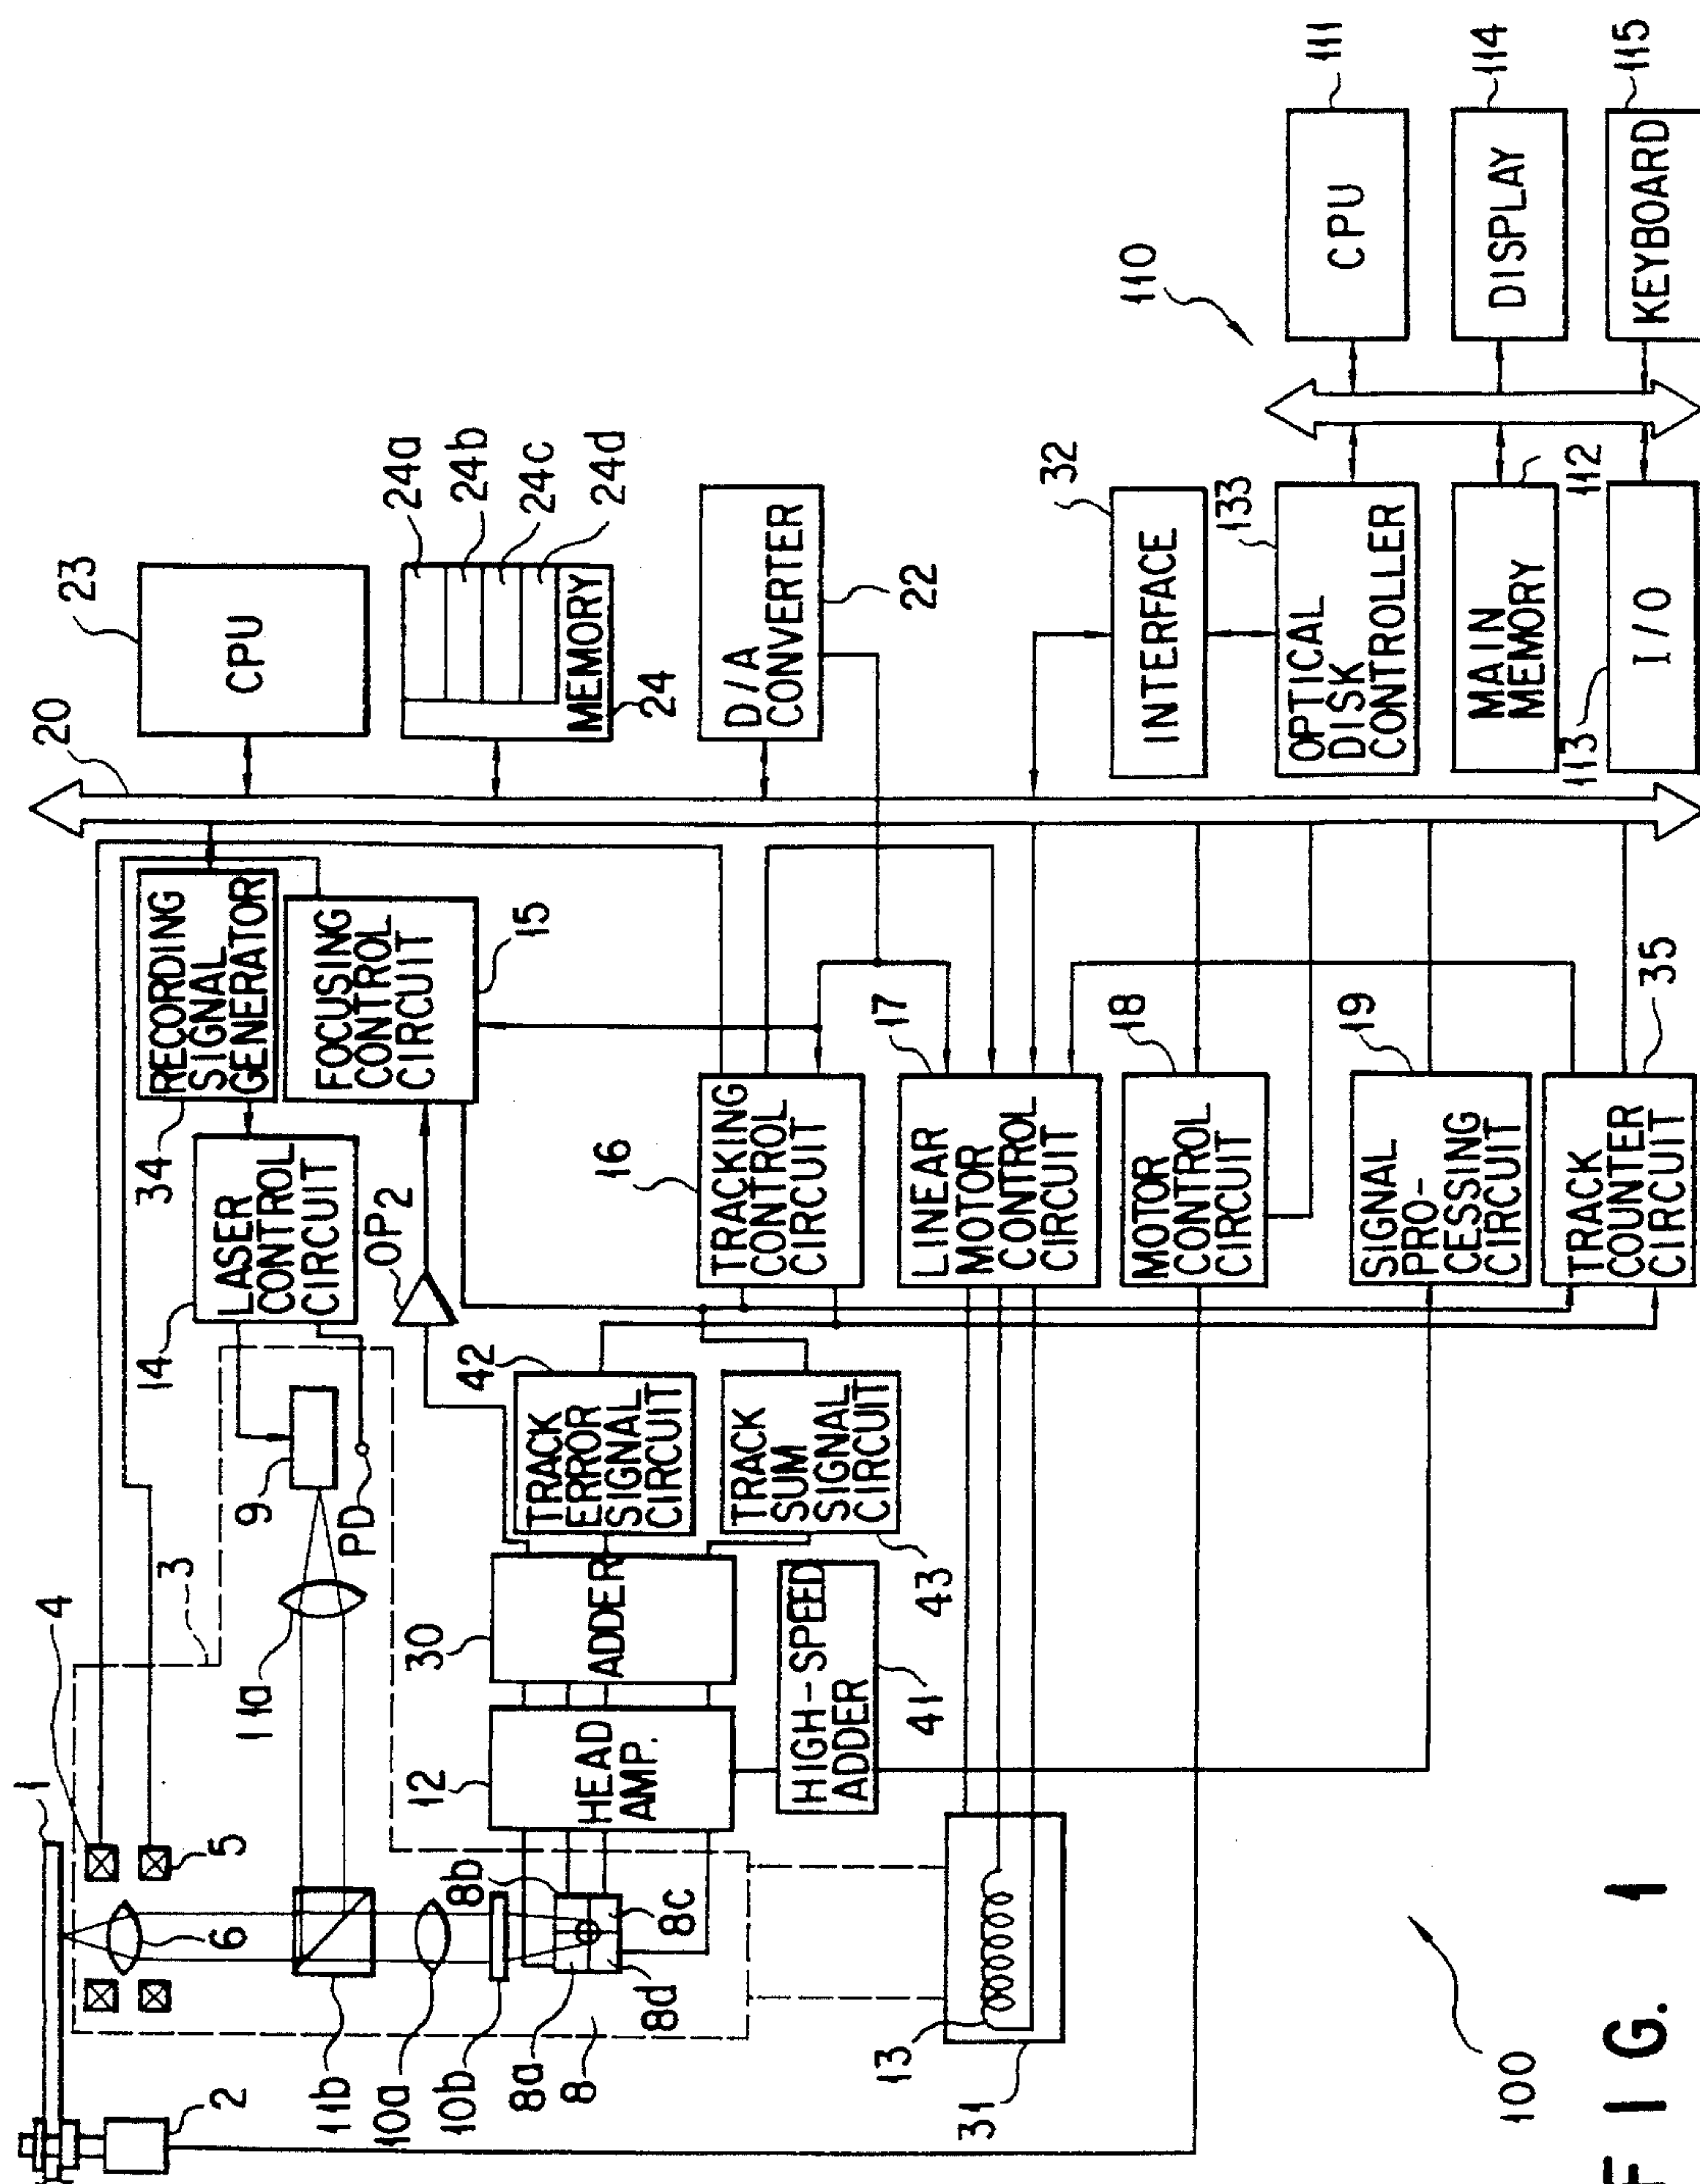 1
4
3
2
5
6
11b
10a
10b
8a
8
8d
8b
8c
11a
9
PD
14
LASER
CONTROL
CIRCUIT
34
RECORDING
SIGNAL
GENERATOR
FOCUSING
CONTROL
CIRCUIT
15
OP2
12
HEAD
AMP.
30
ADDER
42
TRACK
ERROR
SIGNAL
CIRCUIT
TRACK
SUM
SIGNAL
CIRCUIT
43
HIGH-SPEED
ADDER
41
13
31
16
TRACKING
CONTROL
CIRCUIT
17
LINEAR
MOTOR
CONTROL
CIRCUIT
18
MOTOR
CONTROL
CIRCUIT
19
SIGNAL
PRO-
CESSING
CIRCUIT
35
TRACK
COUNTER
CIRCUIT
20
23
CPU
24a
24b
24c
24d
MEMORY
24
D/A
CONVERTER
22
32
INTERFACE
133
OPTICAL
DISK
CONTROLLER
MAIN
MEMORY
112
113
I/O
110
CPU
111
DISPLAY
114
KEYBOARD
115
100
FIG. 1